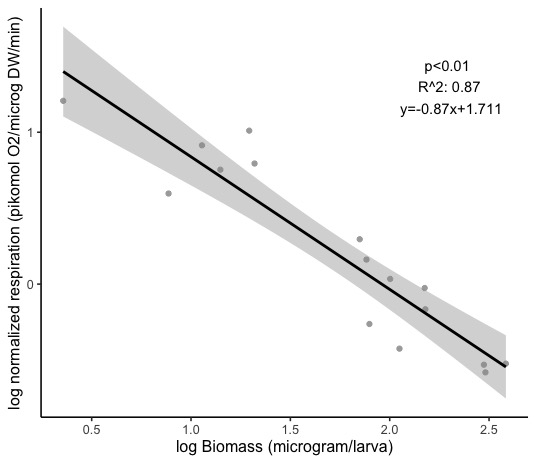 log normalized respiration (pikomol O2/microg DW/min)
p<0.01
R^2: 0.87
y=-0.87x+1.711
1
0
0.5
1.0
1.5
2.0
2.5
log Biomass (microgram/larva)